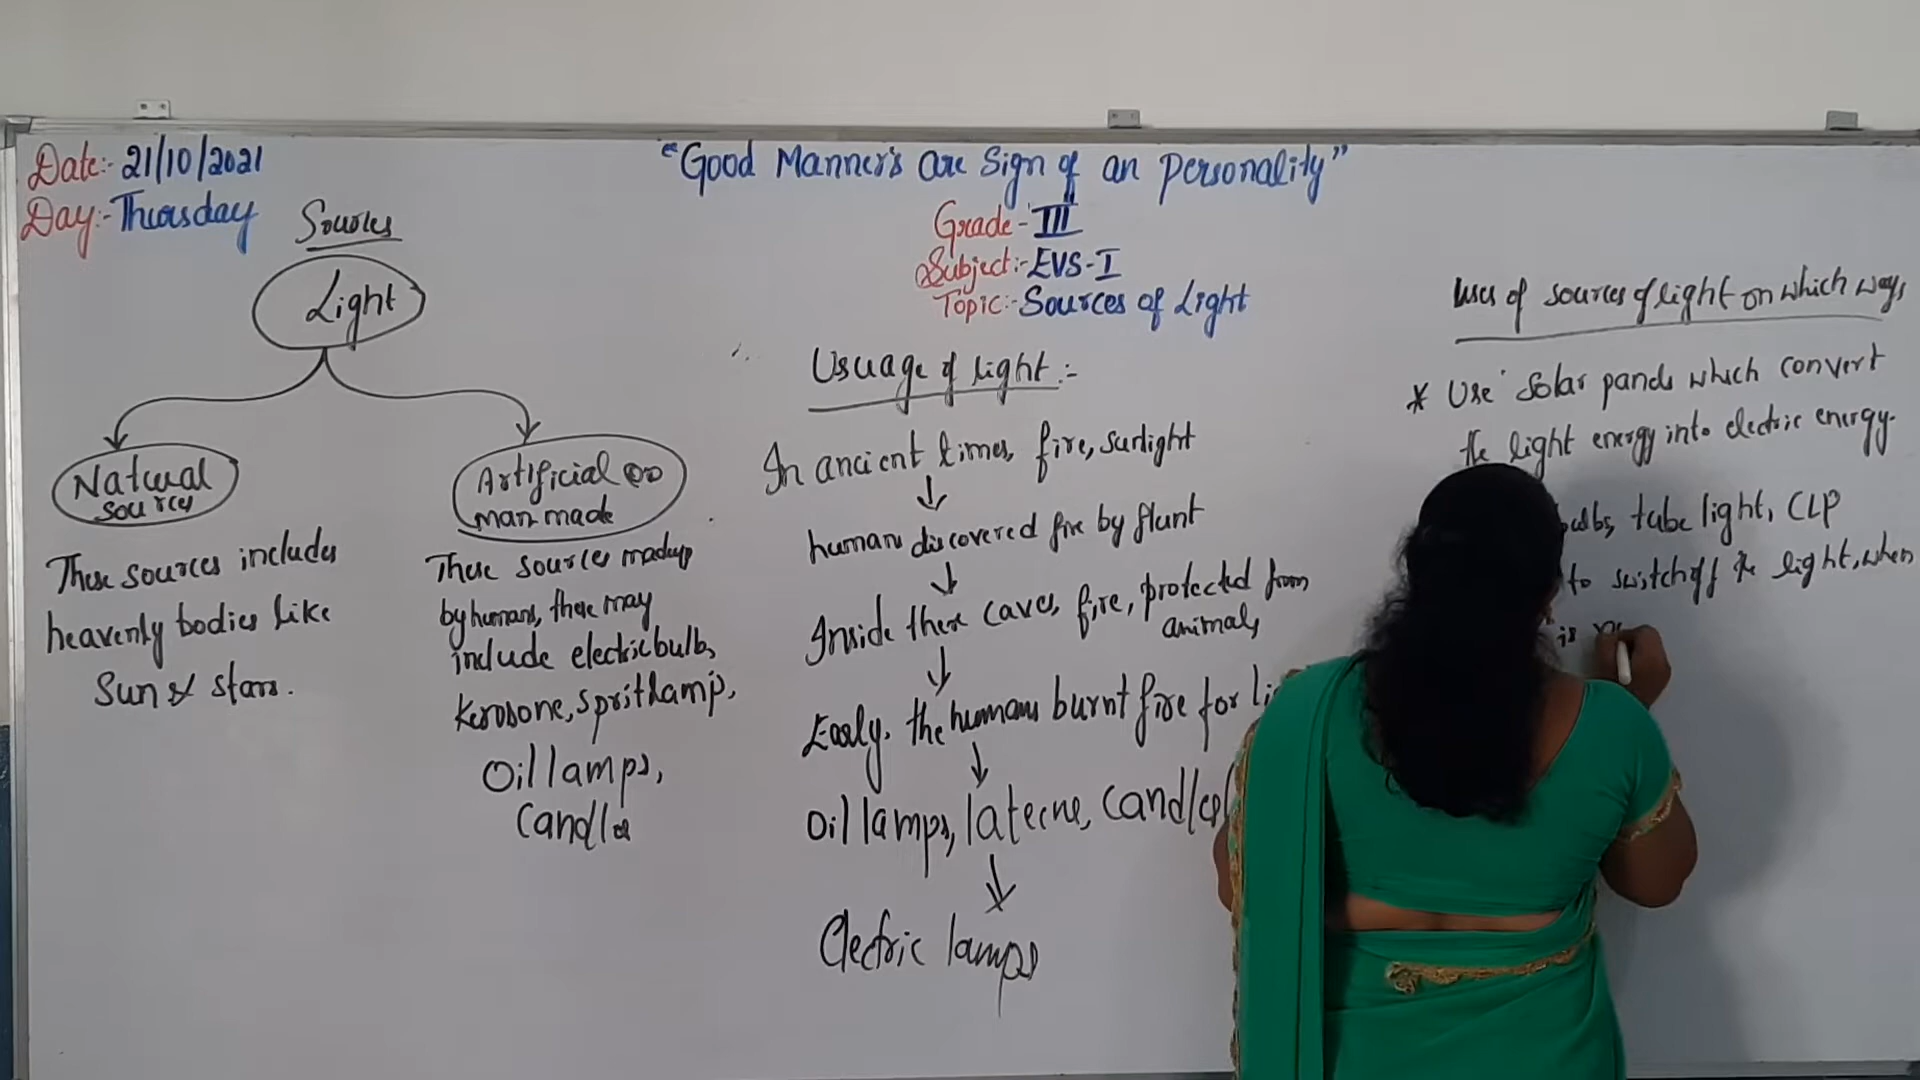 Date:- 21/10/2021
Day:- Thursday
"Good Manners are Sign of an Personality"
Grade - III
Subject:- EVS-I
Topic:- Sources of Light
Sources
Light
Natural
sources
These sources includes
heavenly bodies like
Sun & stars.
Artificial or
man made
These sources madeup
by humans, these may
include electric bulb,
Kerosone, Spritlamp,
Oil lamps,
Candles
Usuage of light:-
In ancient times, fire, sunlight
humans discovered fire by flunt
Inside there caves, fire, protected from
animals
Early, the humans burnt fire for
Oil lamps, laterne, candles
Electric lamps
Uses of sources of light on which ways
* Use solar panels which convert
the light energy into electric energy.
bulbs, tube light, CLP
to switch off the light, when
is